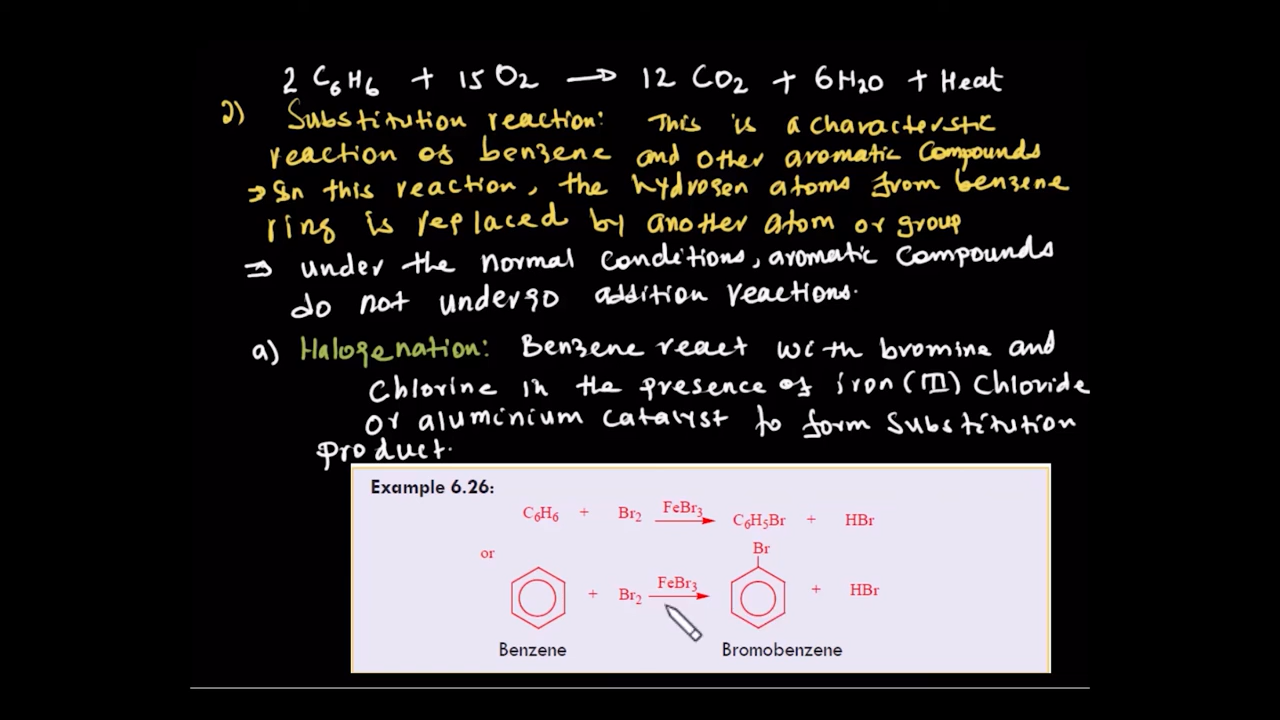 2 C₆H₆ + 15 O₂ → 12 CO₂ + 6H₂O + Heat
2) Substitution reaction: This is a characterstic
reaction of benzene and other aromatic Compounds
→ In this reaction, the hydrogen atoms from benzene
ring is replaced by another atom or group
⇒ under the normal conditions, aromatic compounds
do not undergo addition reactions.
a) Halogenation: Benzene react with bromine and
Chlorine in the presence of iron (III) Chloride
or aluminium catalyst to form substitution
product.
Example 6.26:
C₆H₆ + Br₂ FeBr₃ → C₆H₅Br + HBr
or
Br
+ Br₂ FeBr₃ → + HBr
Benzene Bromobenzene